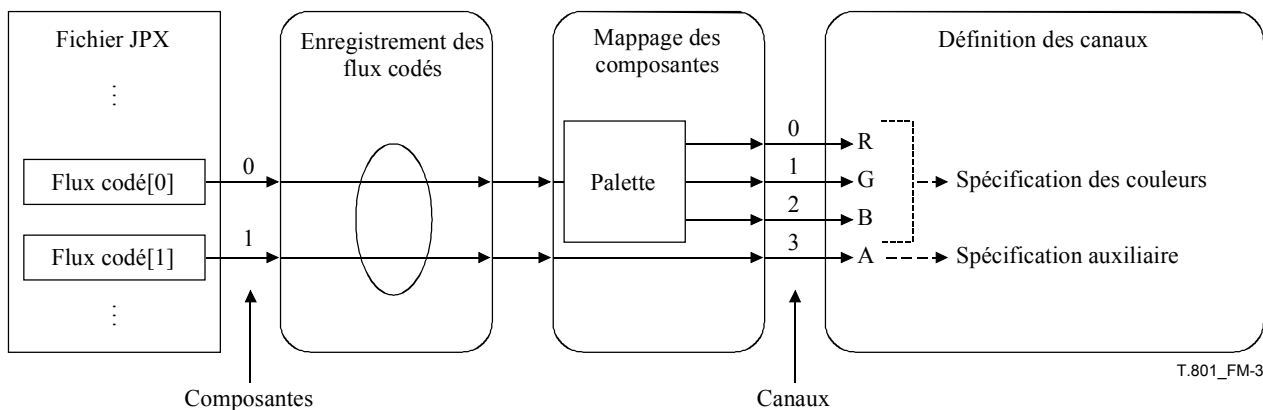 Fichier JPX
Enregistrement des
flux codés
Mappage des
composantes
Définition des canaux
Flux codé[0]
0
Palette
0
R
1
G
2
B
Spécification des couleurs
Flux codé[1]
1
3
A
Spécification auxiliaire
T.801_FM-3
Composantes
Canaux